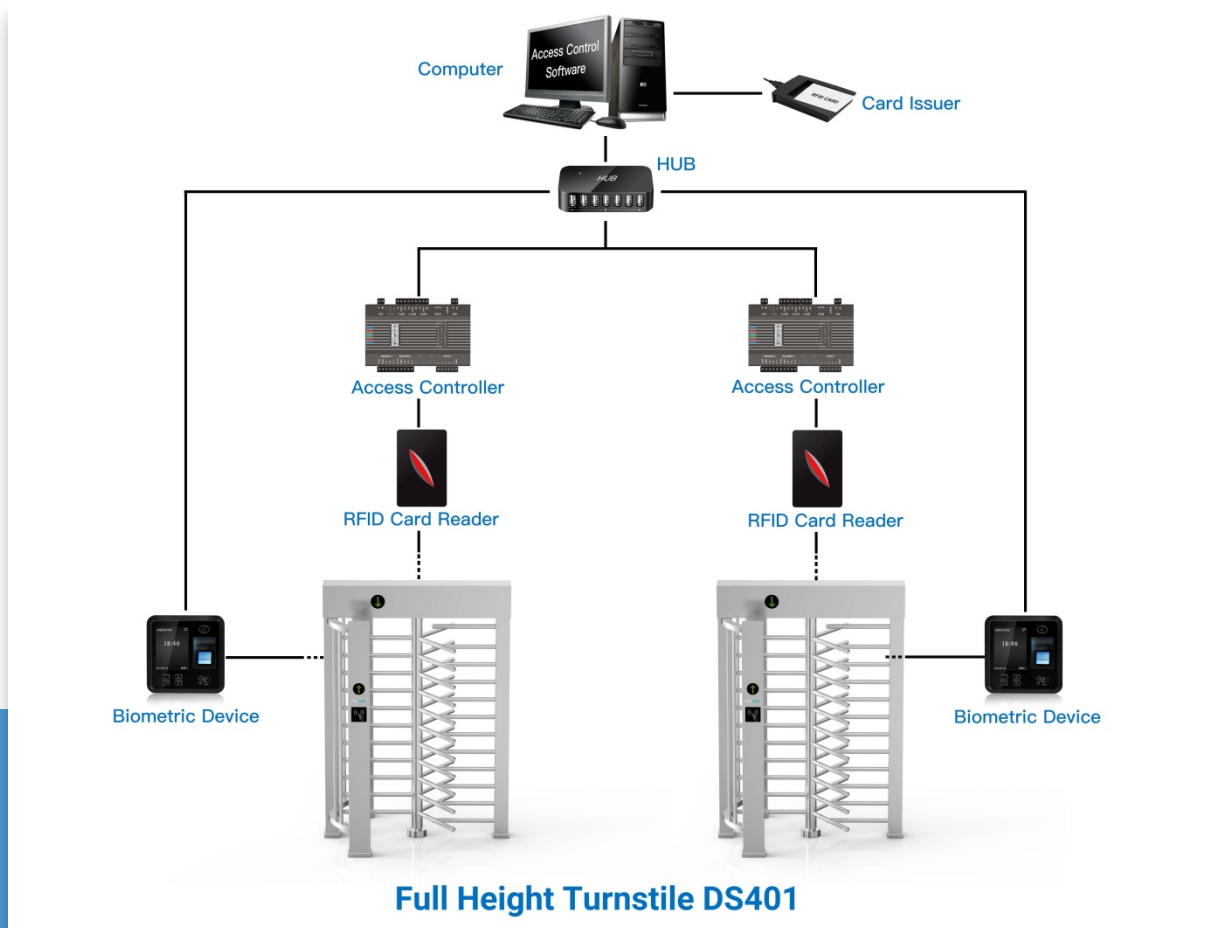 Access Control
Software
Computer
RFID CARD
Card Issuer
HUB
HUB
Access Controller
Access Controller
RFID Card Reader
RFID Card Reader
18:46
18:46
Biometric Device
Biometric Device
Full Height Turnstile DS401